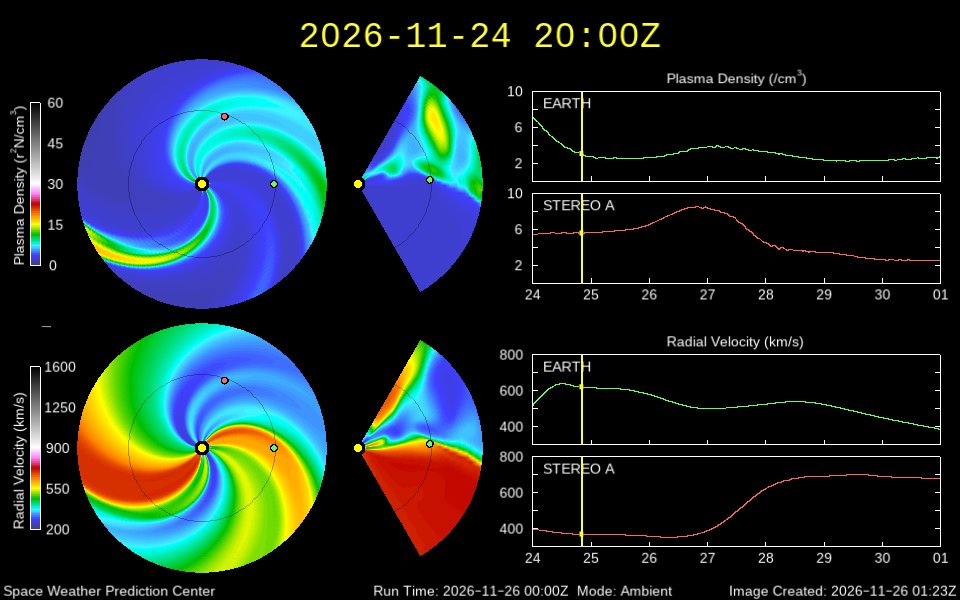 2026-11-24 20:00Z
Plasma Density (r²N/cm³)
60
45
30
15
0
Plasma Density (/cm³)
EARTH
10
6
2
STEREO A
10
6
2
24 25 26 27 28 29 30 01
Radial Velocity (km/s)
1600
1250
900
550
200
Radial Velocity (km/s)
EARTH
800
600
400
STEREO A
800
600
400
24 25 26 27 28 29 30 01
Space Weather Prediction Center
Run Time: 2026-11-26 00:00Z Mode: Ambient
Image Created: 2026-11-26 01:23Z